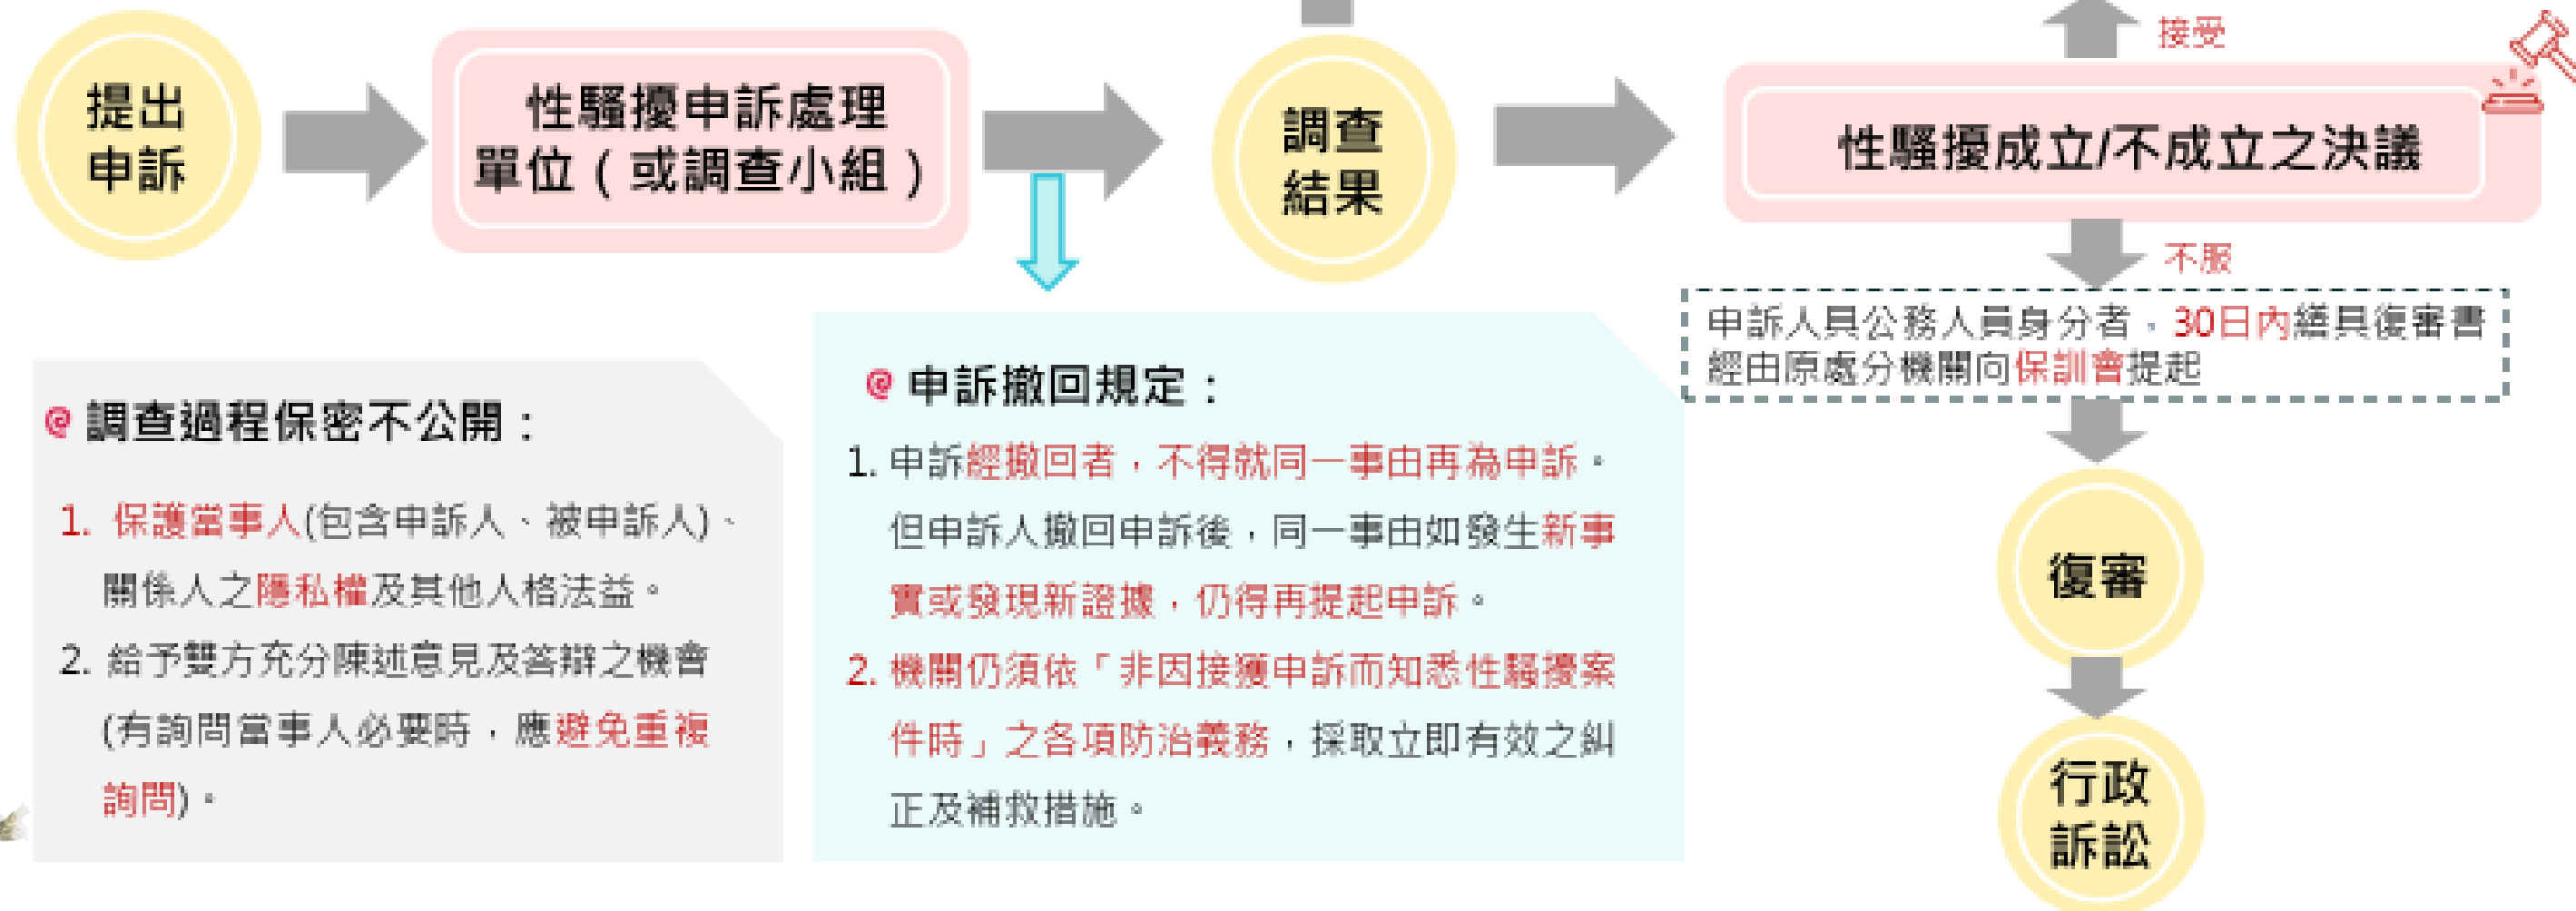 提出
申訴
性騷擾申訴處理
單位（或調查小組）
調查
結果
接受
性騷擾成立/不成立之決議
不服
申訴人具公務人員身分者，30日內繕具復審書
經由原處分機關向保訓會提起
復審
行政
訴訟
@ 調查過程保密不公開：
1. 保護當事人(包含申訴人、被申訴人)、
關係人之隱私權及其他人格法益。
2. 給予雙方充分陳述意見及答辯之機會
(有詢問當事人必要時，應避免重複
詢問)。
@ 申訴撤回規定：
1. 申訴經撤回者，不得就同一事由再為申訴。
但申訴人撤回申訴後，同一事由如發生新事
實或發現新證據，仍得再提起申訴。
2. 機關仍須依「非因接獲申訴而知悉性騷擾案
件時」之各項防治義務，採取立即有效之糾
正及補救措施。